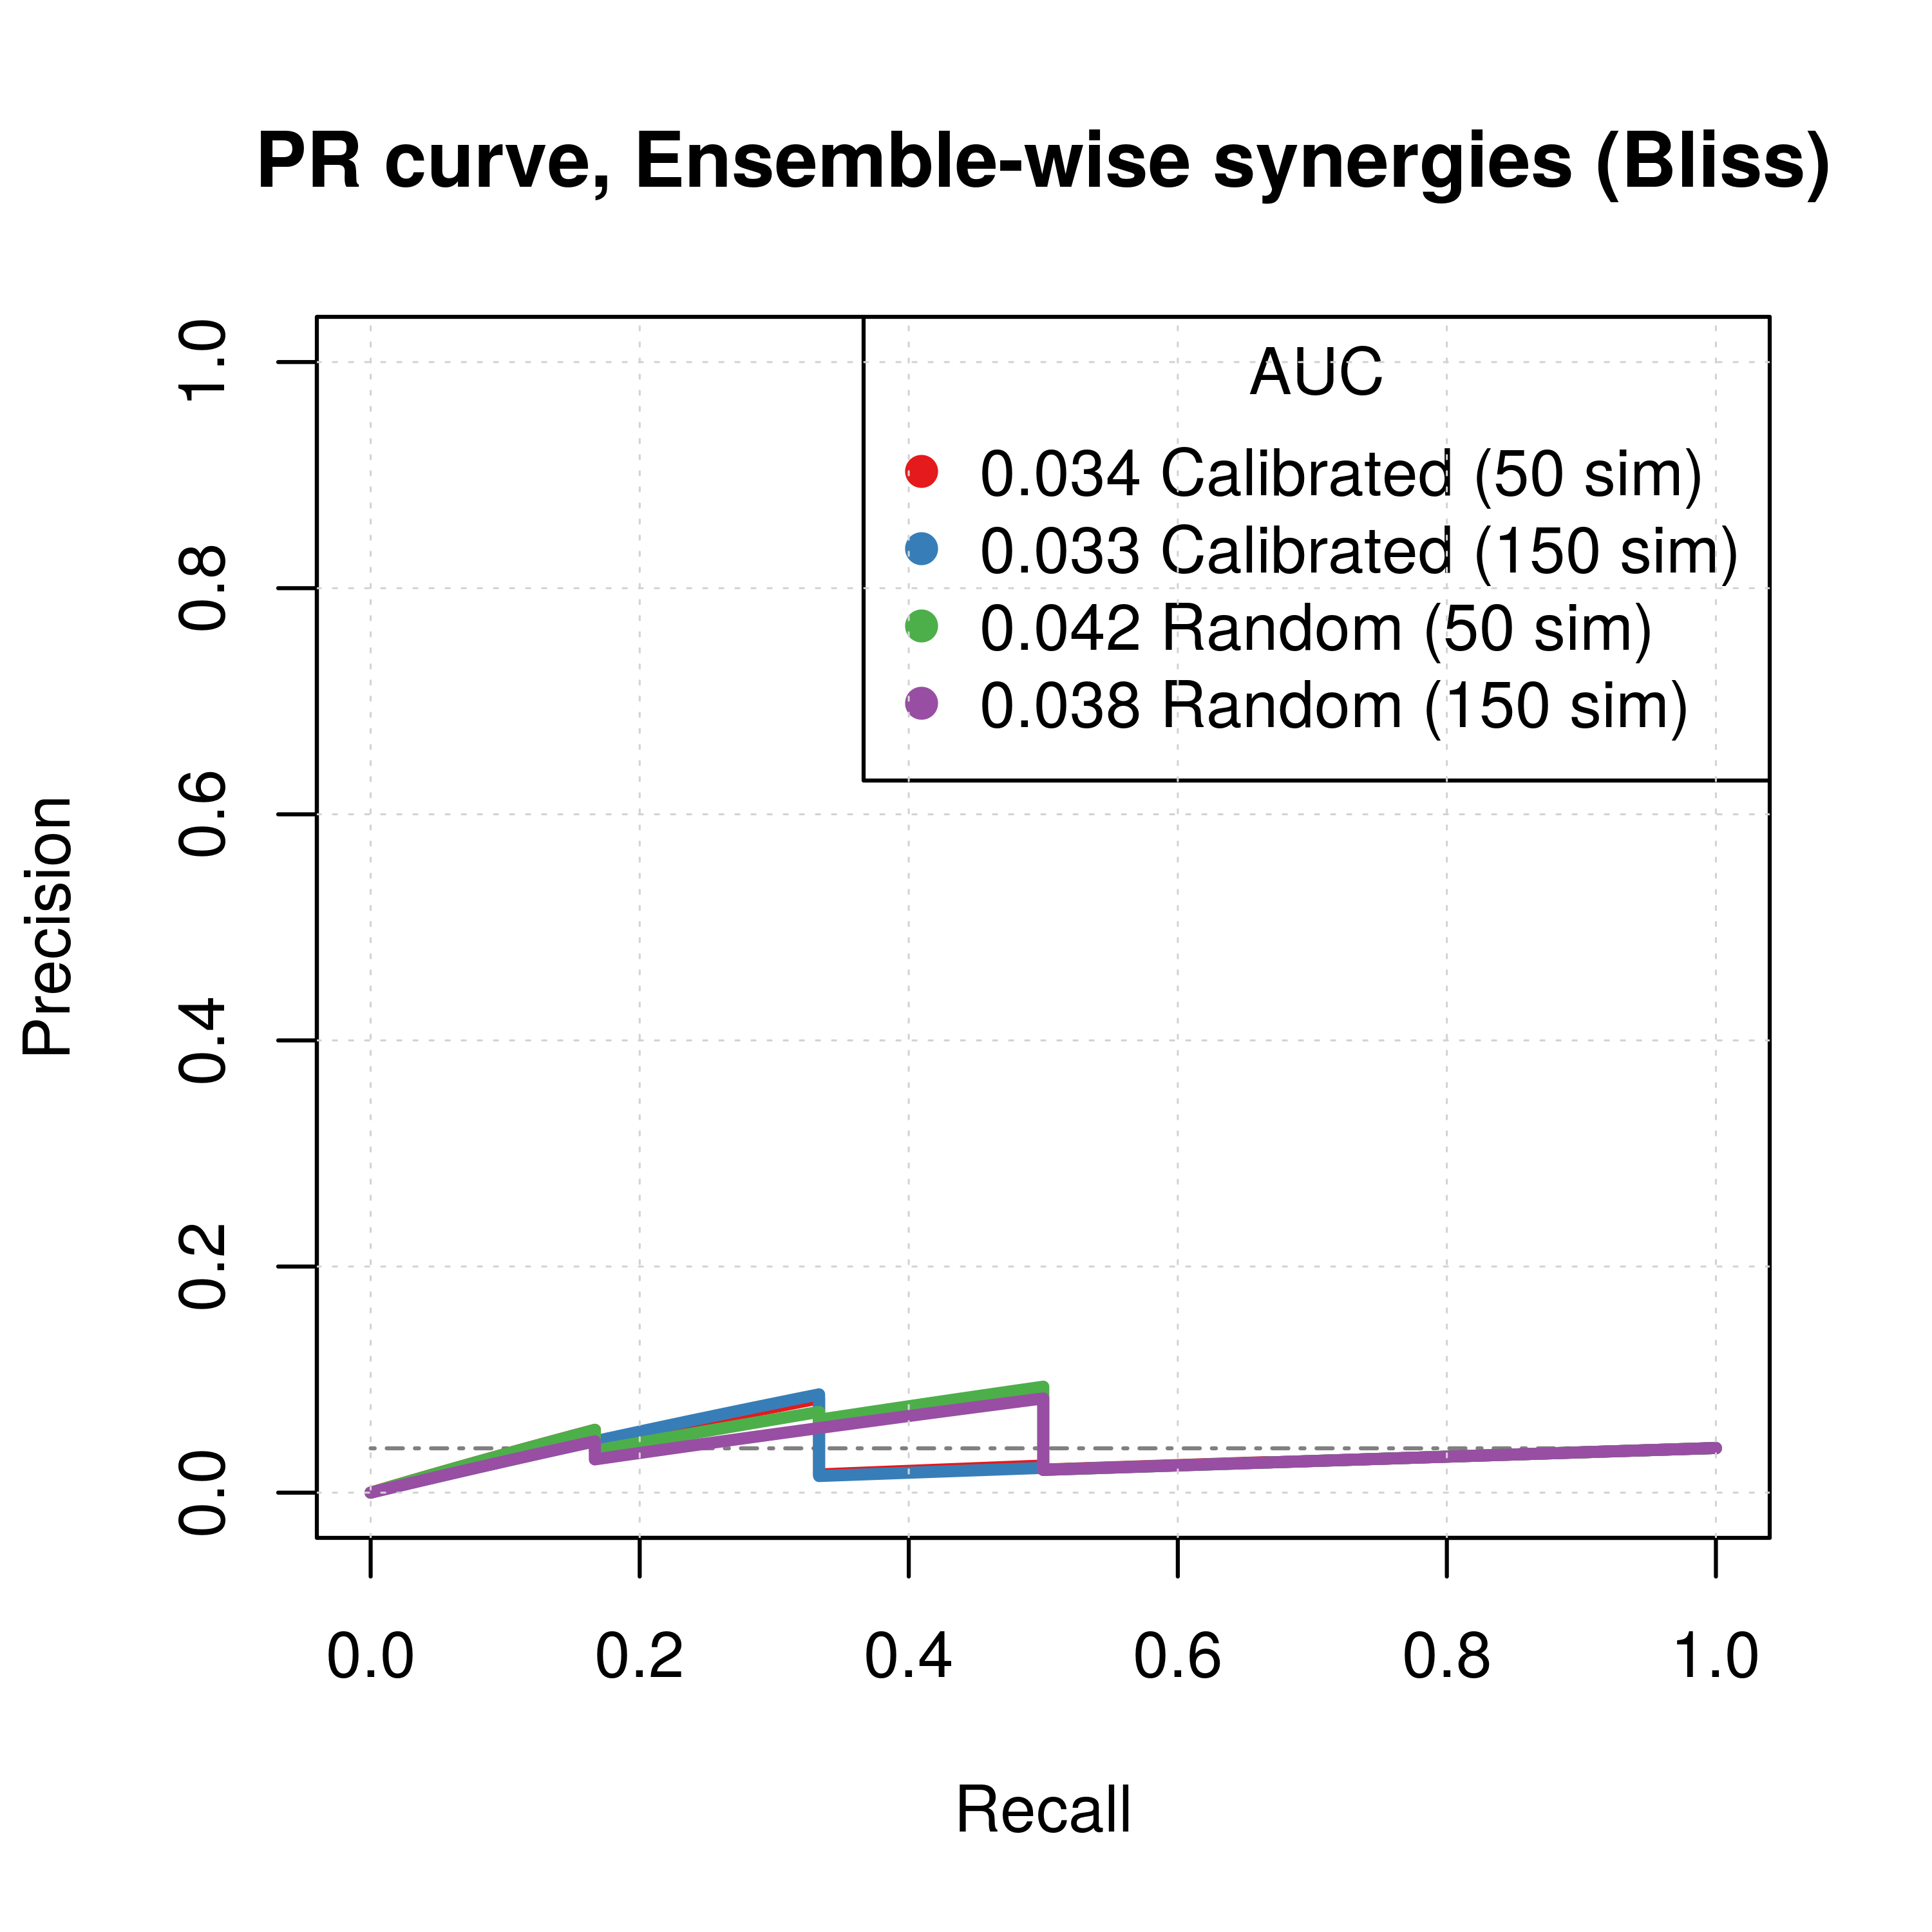 PR curve, Ensemble-wise synergies (Bliss)
AUC
0.034 Calibrated (50 sim)
0.033 Calibrated (150 sim)
0.042 Random (50 sim)
0.038 Random (150 sim)
Precision
1.0
0.8
0.6
0.4
0.2
0.0
0.0 0.2 0.4 0.6 0.8 1.0
Recall